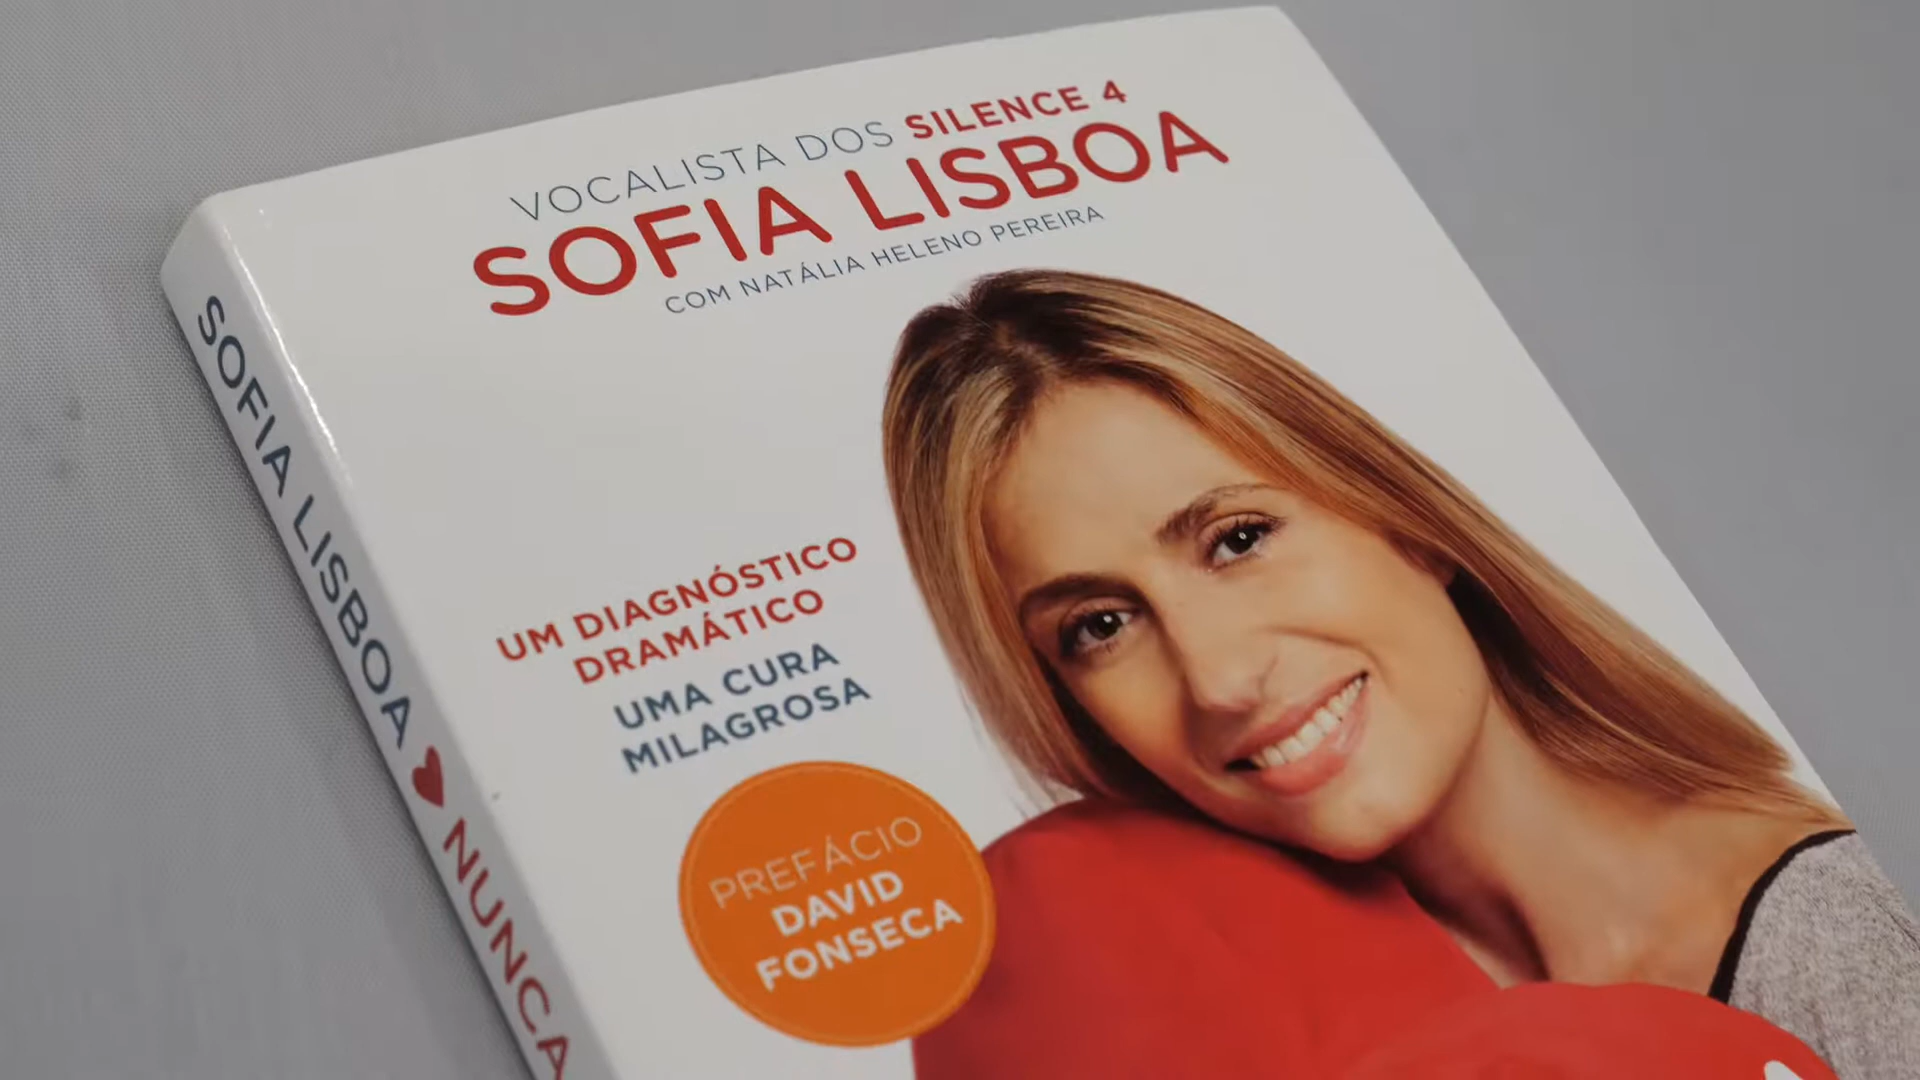 VOCALISTA DOS SILENCE 4
SOFIA LISBOA
COM NATÁLIA HELENO PEREIRA
UM DIAGNÓSTICO
DRAMÁTICO
UMA CURA
MILAGROSA
PREFÁCIO
DAVID
FONSECA
SOFIA LISBOA ♥ NUNCA